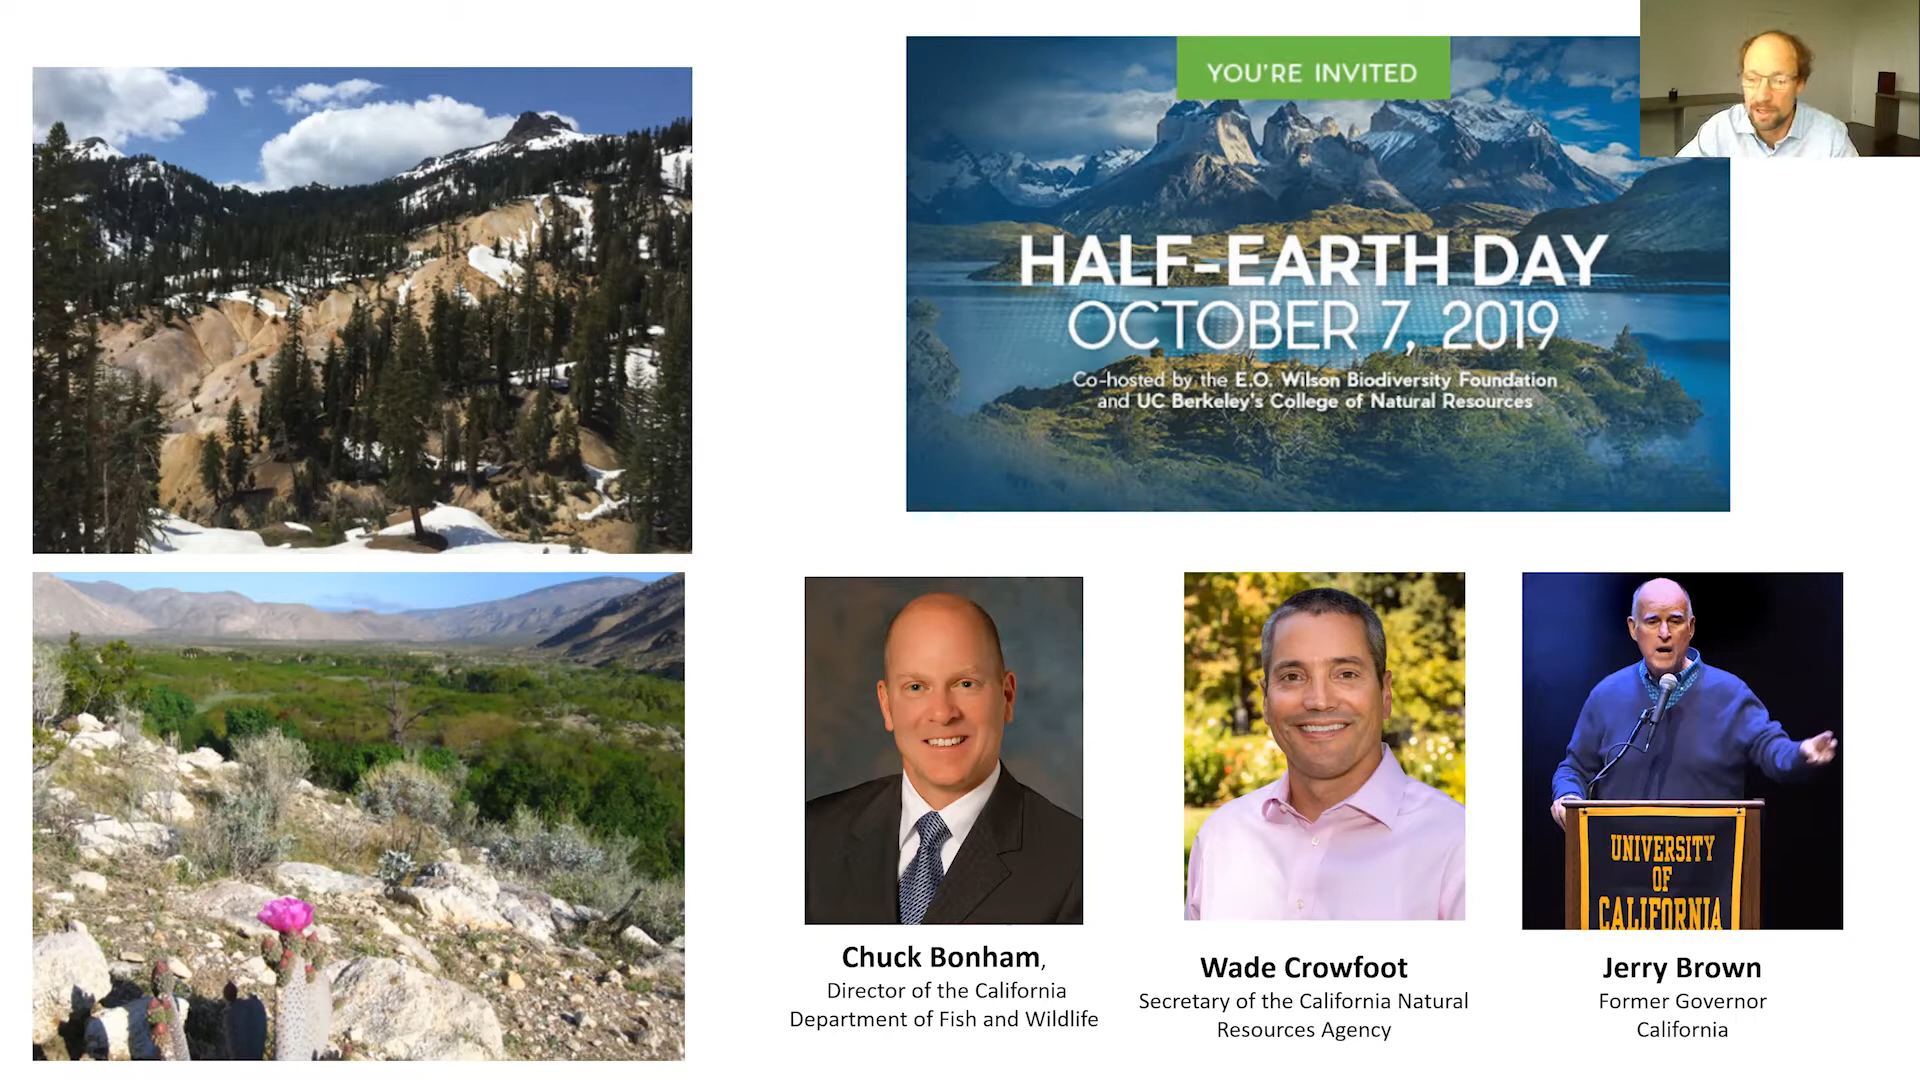 YOU'RE INVITED
HALF-EARTH DAY
OCTOBER 7, 2019
Co-hosted by the E.O. Wilson Biodiversity Foundation
and UC Berkeley's College of Natural Resources
Chuck Bonham,
Director of the California
Department of Fish and Wildlife
Wade Crowfoot
Secretary of the California Natural
Resources Agency
UNIVERSITY
OF
CALIFORNIA
Jerry Brown
Former Governor
California